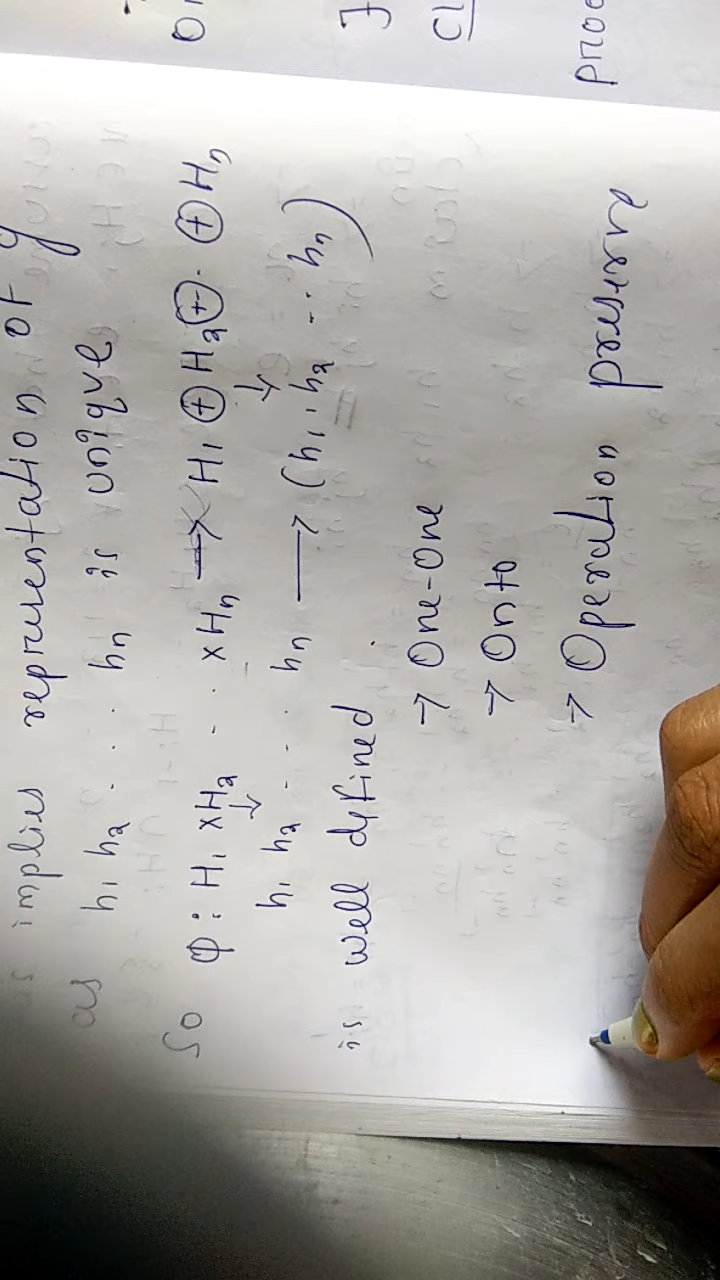 implies representation of g
as h1 h2 . . . hn is unique
So φ : H1 × H2 . . × Hn → H1 ⊕ H2 ⊕ . ⊕ Hn
h1 h2 . . . hn → (h1, h2 . . hn)
is well defined
→ One-One
→ Onto
→ Operation preserve